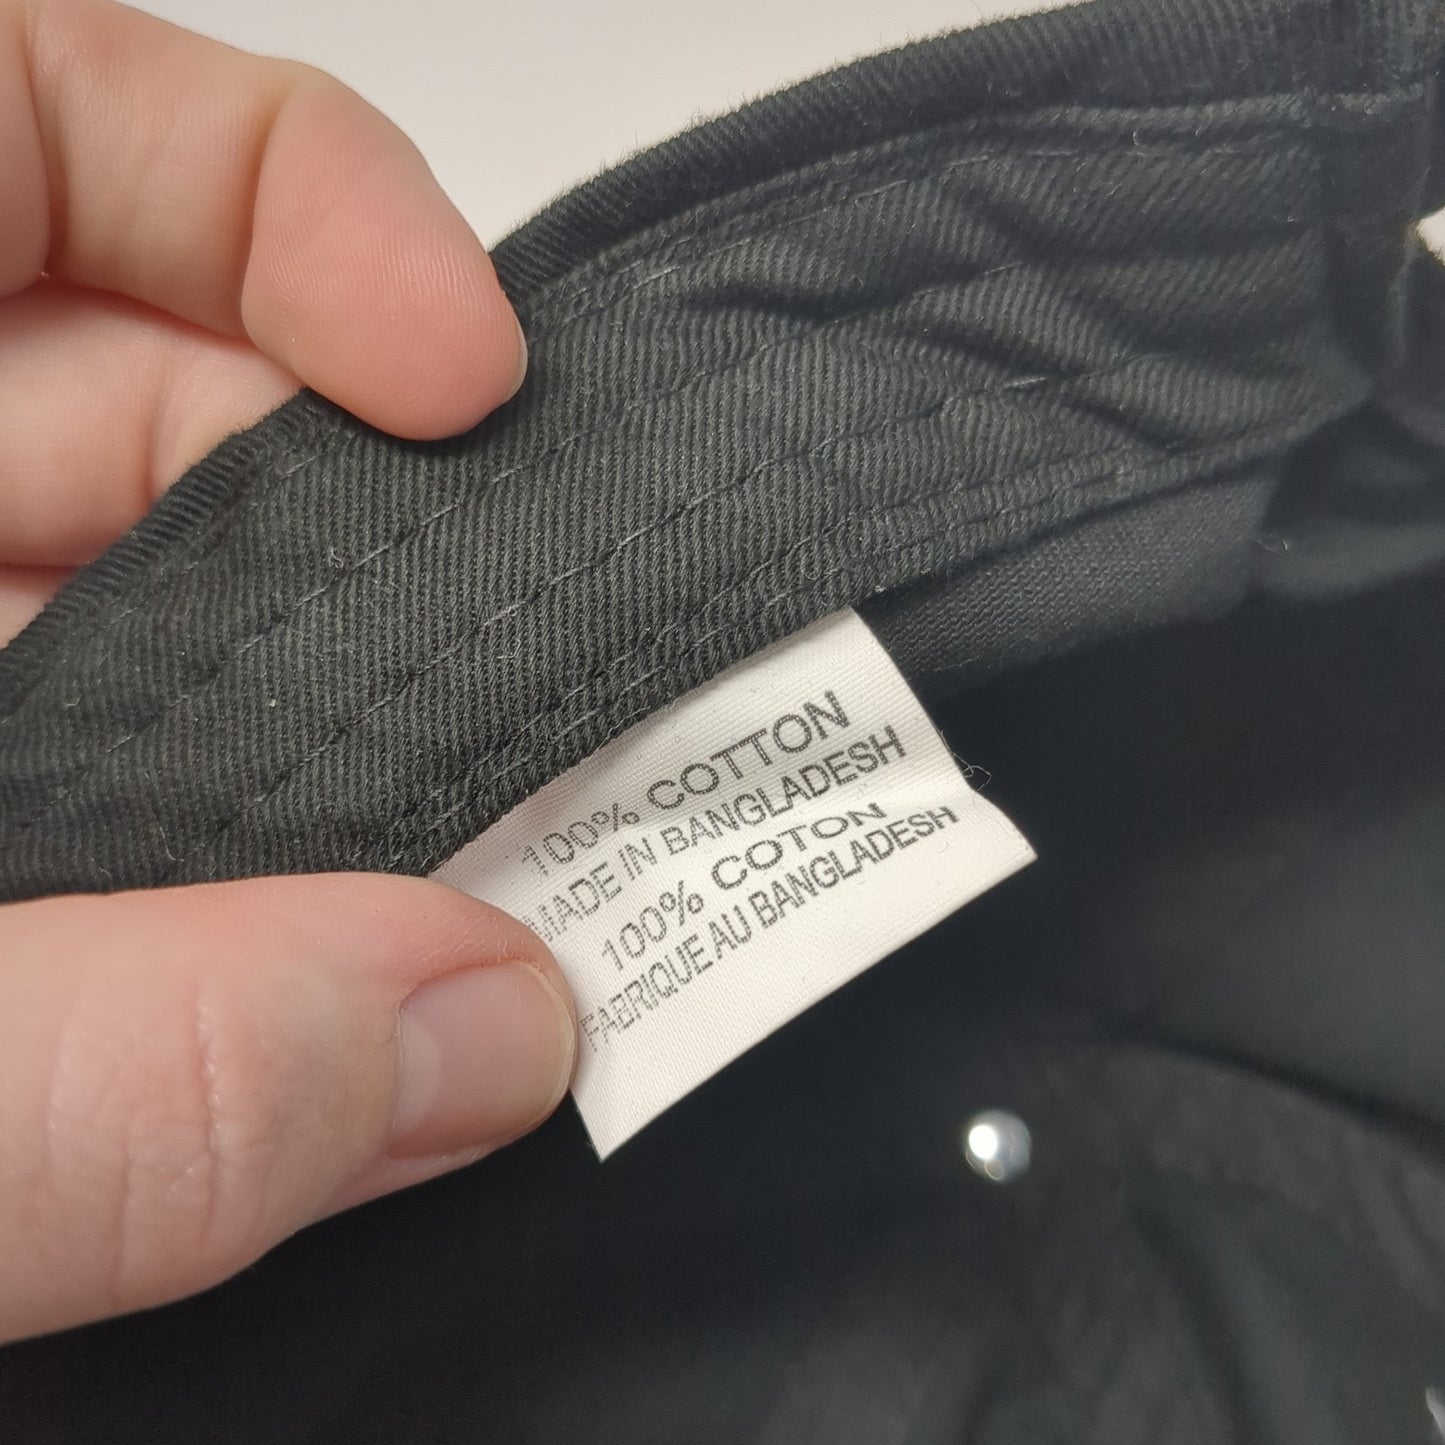 100% COTTON
MADE IN BANGLADESH
100% COTON
FABRIQUE AU BANGLADESH